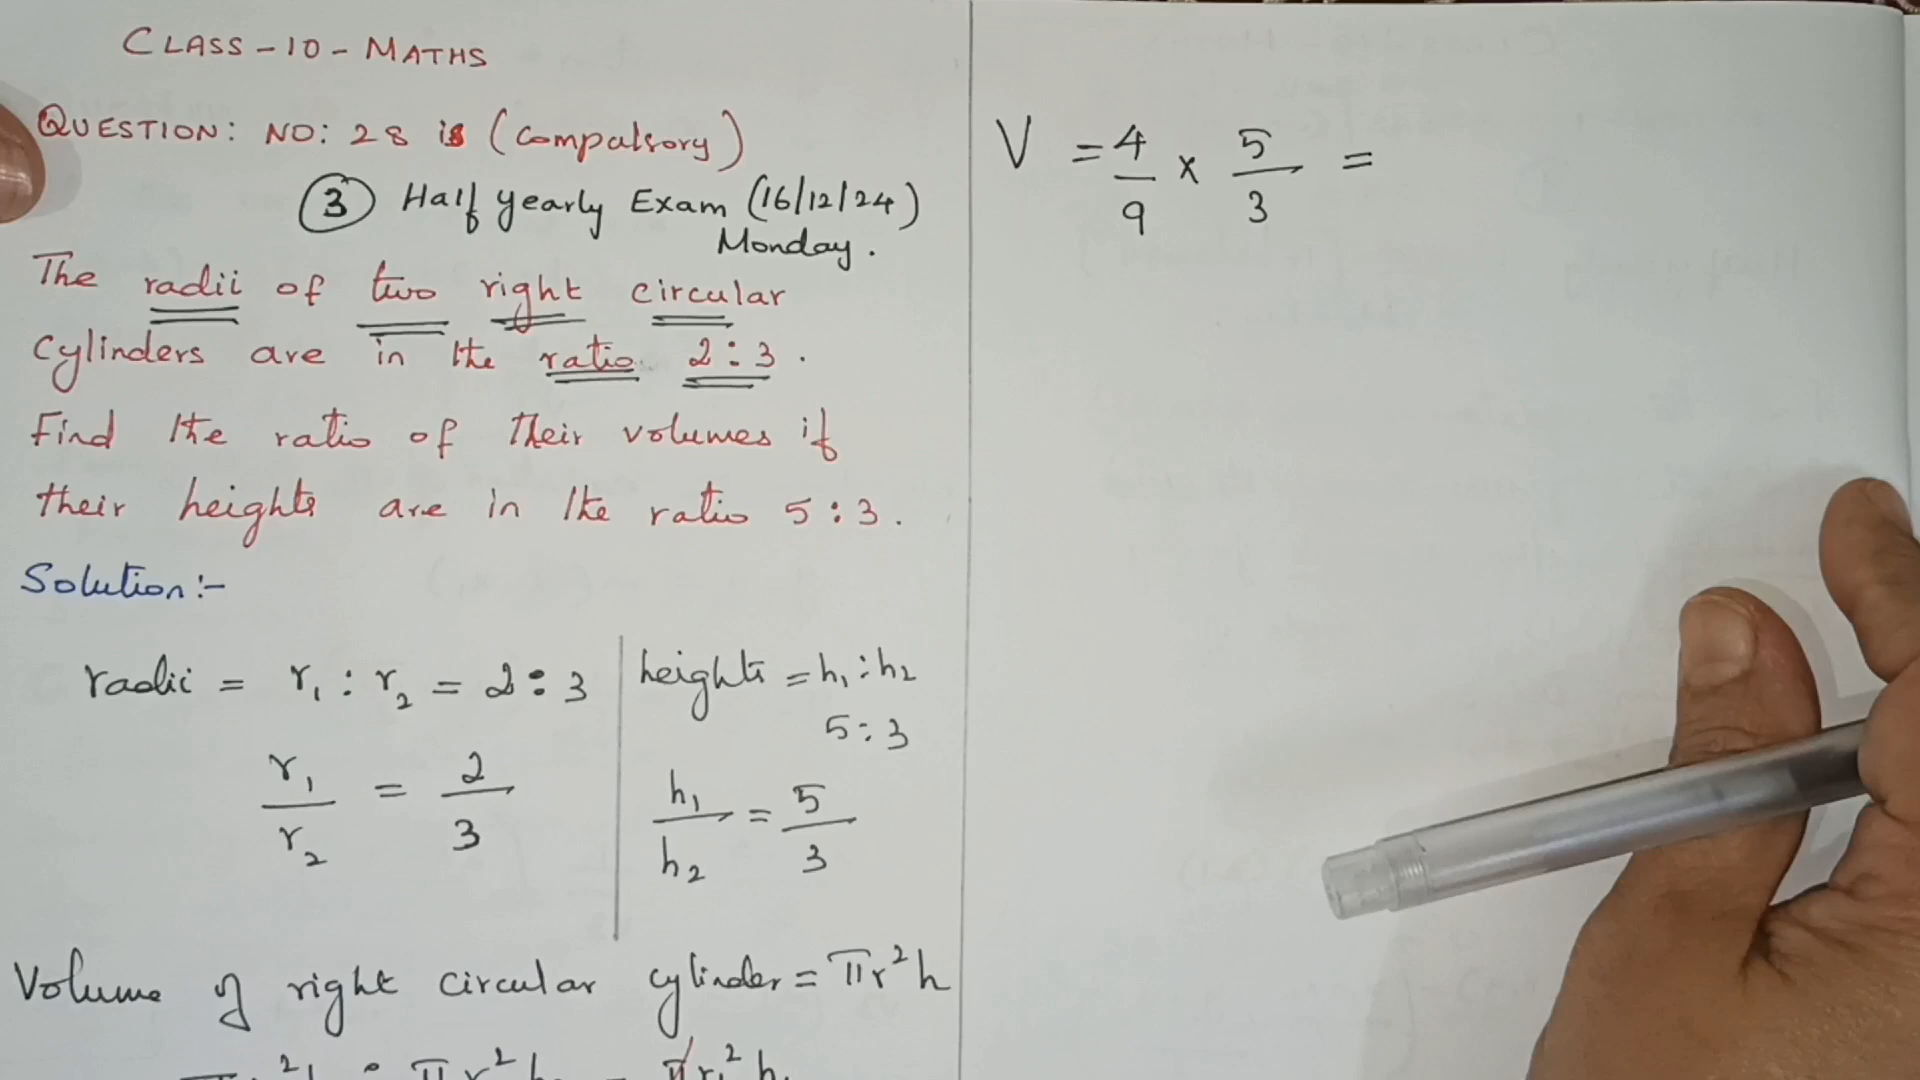 CLASS-10-MATHS
QUESTION: NO: 28 is (Compulsory)
3 Half yearly Exam (16/12/24)
Monday.
The radii of two right circular
Cylinders are in the ratio 2:3.
Find the ratio of their volumes if
their heights are in the ratio 5:3.
Solution:-
radii = r₁ : r₂ = 2:3
r₁/r₂ = 2/3
heights = h₁ : h₂
5:3
h₁/h₂ = 5/3
Volume of right circular cylinder = πr²h
V = 4/9 x 5/3 =